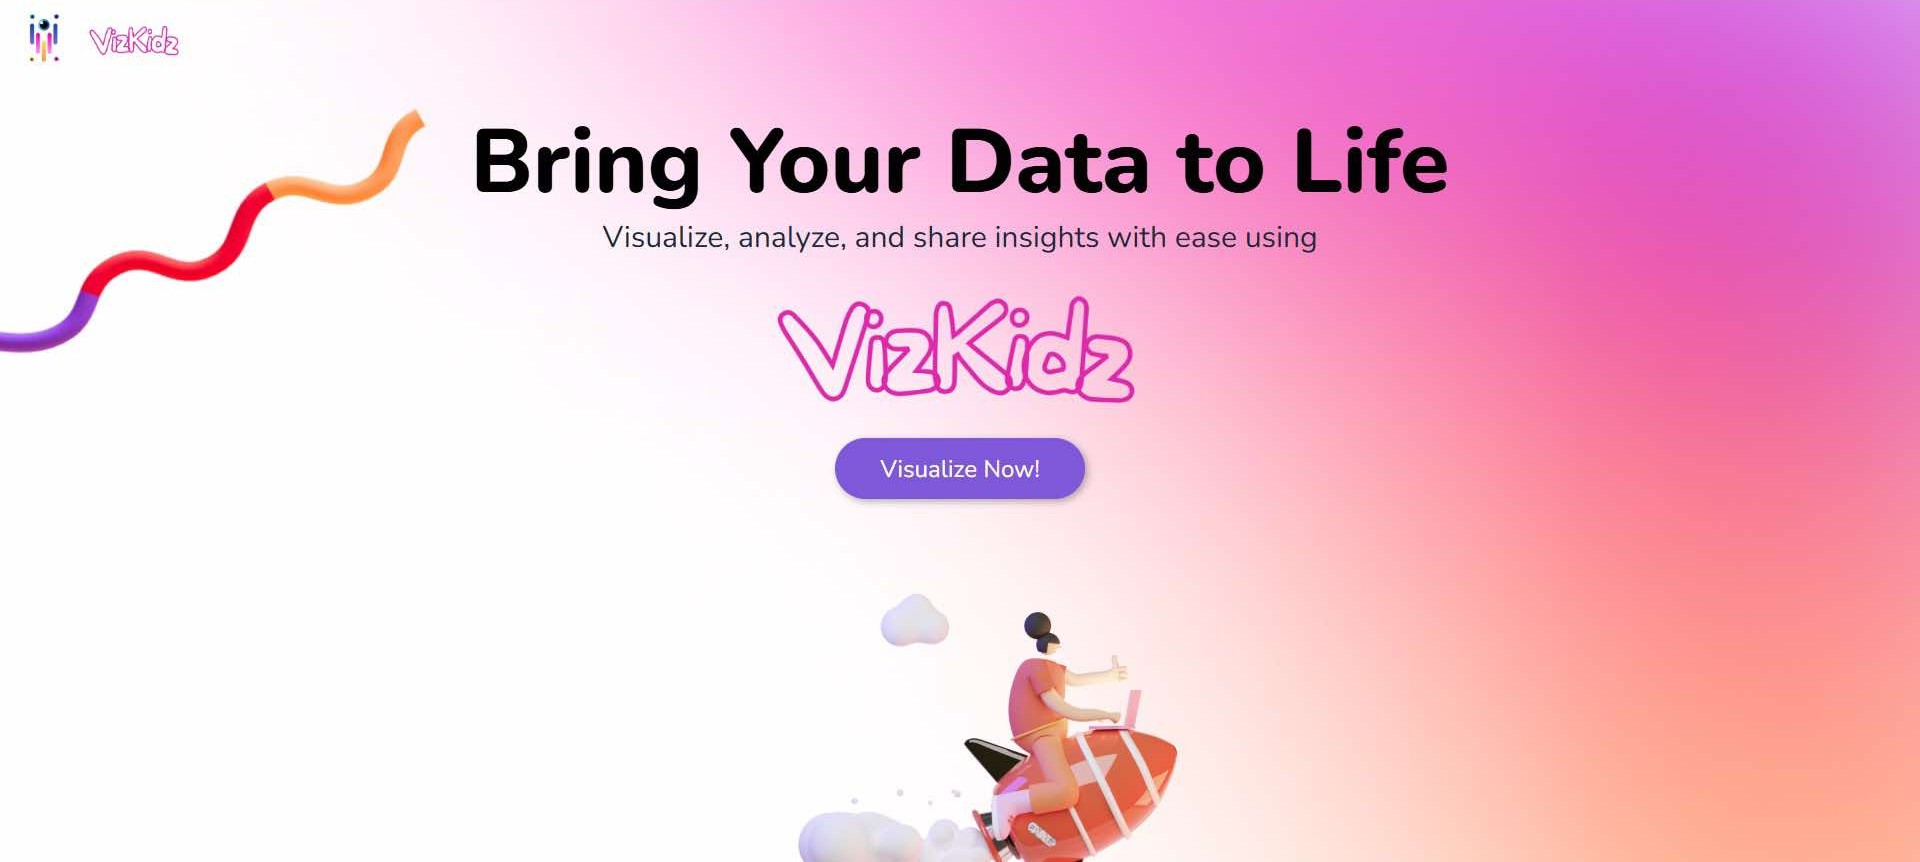 VizKidz
Bring Your Data to Life
Visualize, analyze, and share insights with ease using
VizKidz
Visualize Now!